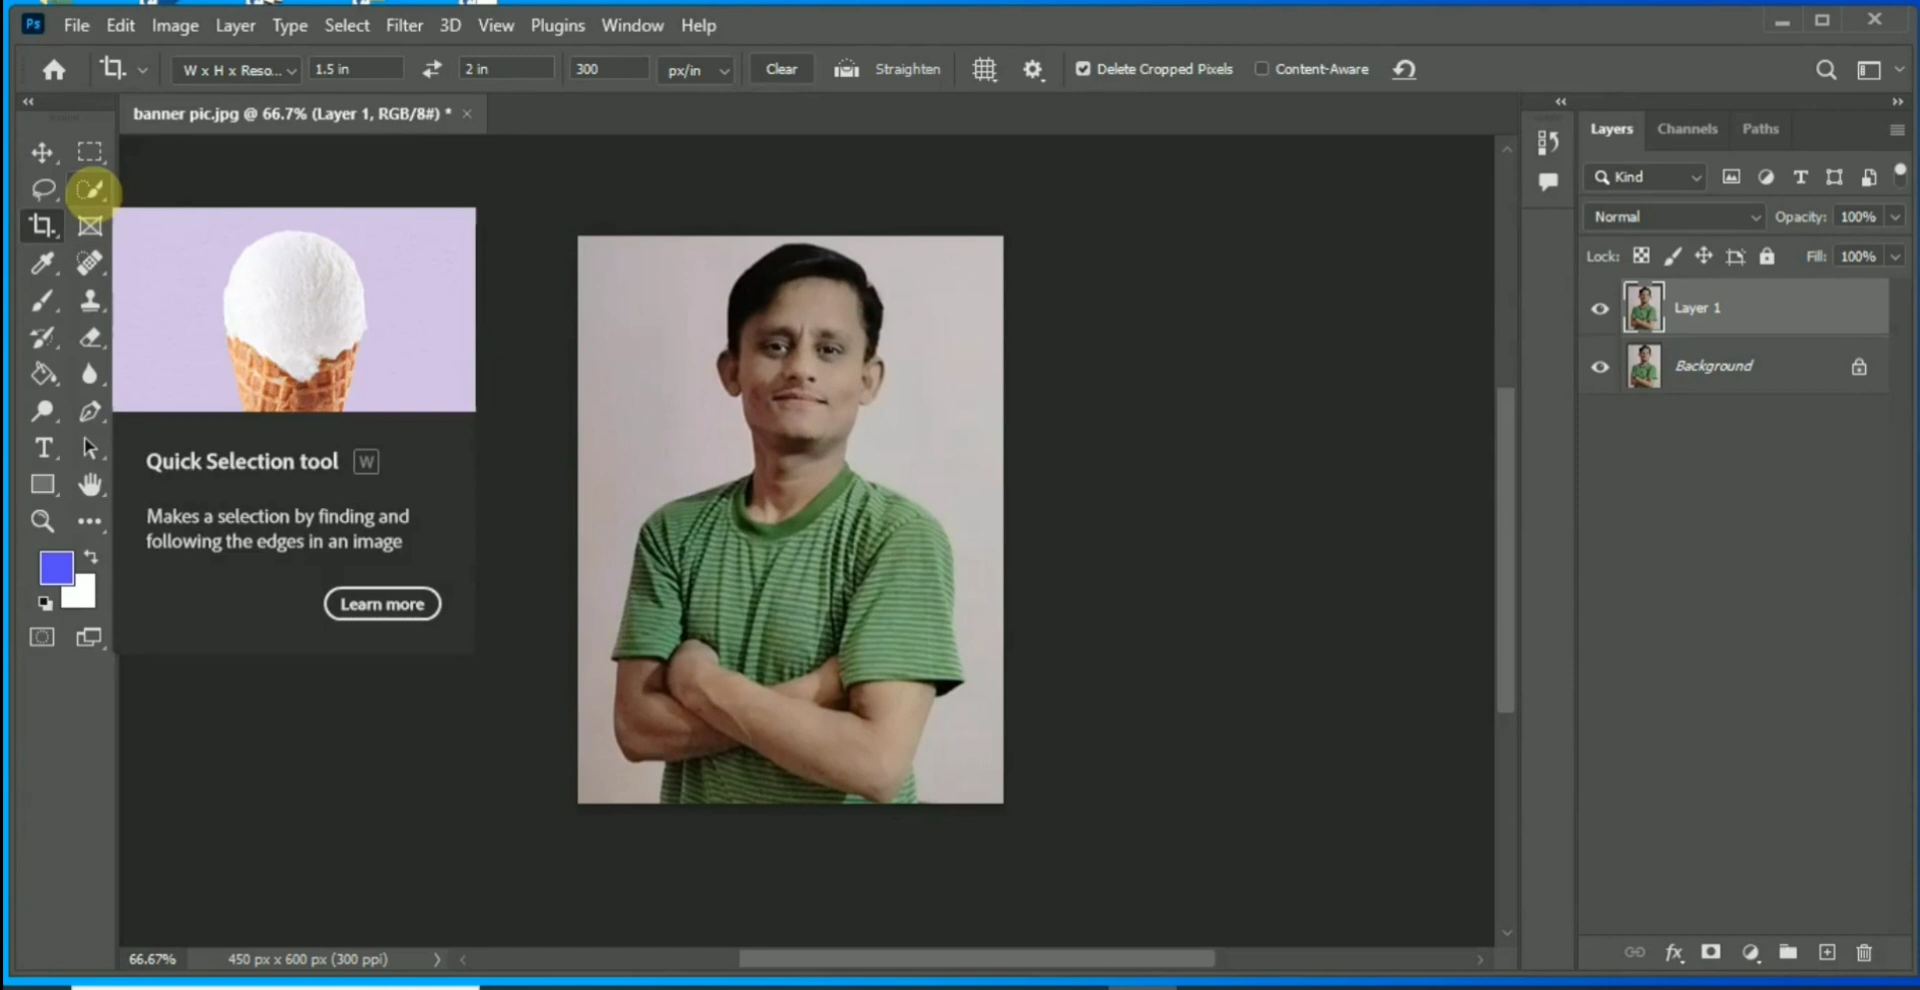 Ps File Edit Image Layer Type Select Filter 3D View Plugins Window Help
W x H x Reso... 1.5 in 2 in 300 px/in Clear Straighten Delete Cropped Pixels Content-Aware
banner pic.jpg @ 66.7% (Layer 1, RGB/8#) *
Layers Channels Paths
Kind
Normal Opacity: 100%
Lock: Fill: 100%
Layer 1
Background
Quick Selection tool W
Makes a selection by finding and
following the edges in an image
Learn more
66.67% 450 px x 600 px (300 ppi)